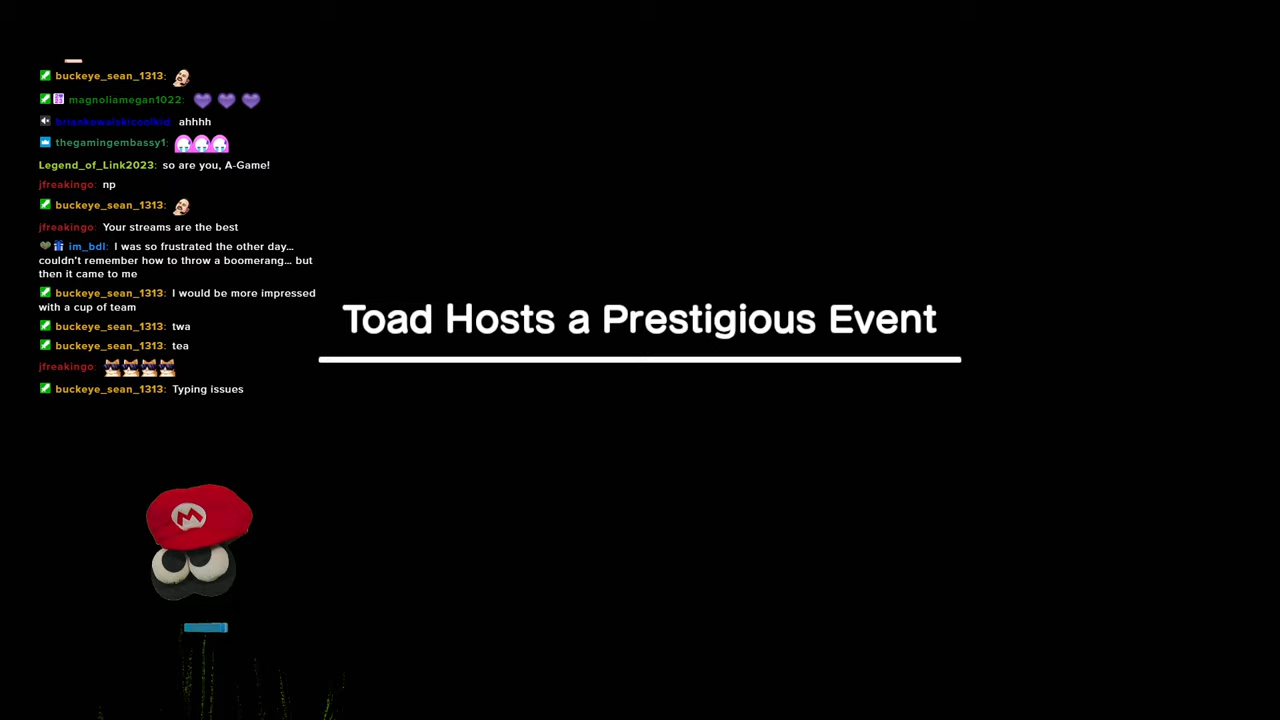 buckeye_sean_1313:
magnoliamegan1022:
briankowalskicoolkid ahhhh
thegamingembassy1:
Legend_of_Link2023: so are you, A-Game!
jfreakingo: np
buckeye_sean_1313:
jfreakingo: Your streams are the best
im_bdl: I was so frustrated the other day...
couldn't remember how to throw a boomerang... but
then it came to me
buckeye_sean_1313: I would be more impressed
with a cup of team
buckeye_sean_1313: twa
buckeye_sean_1313: tea
jfreakingo:
buckeye_sean_1313: Typing issues
Toad Hosts a Prestigious Event
M